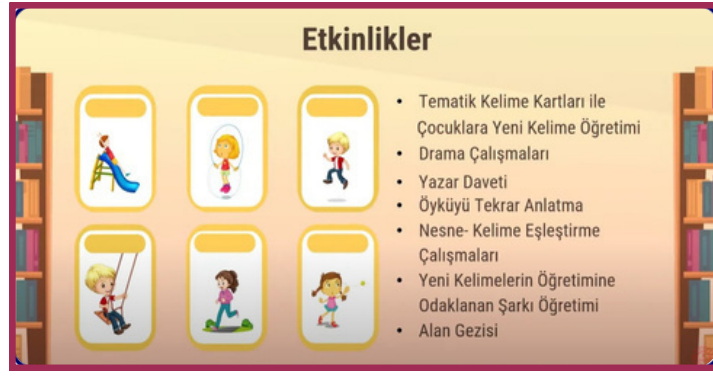 Etkinlikler
• Tematik Kelime Kartları ile
Çocuklara Yeni Kelime Öğretimi
• Drama Çalışmaları
• Yazar Daveti
• Öyküyü Tekrar Anlatma
• Nesne- Kelime Eşleştirme
Çalışmaları
• Yeni Kelimelerin Öğretimine
Odaklanan Şarkı Öğretimi
• Alan Gezisi